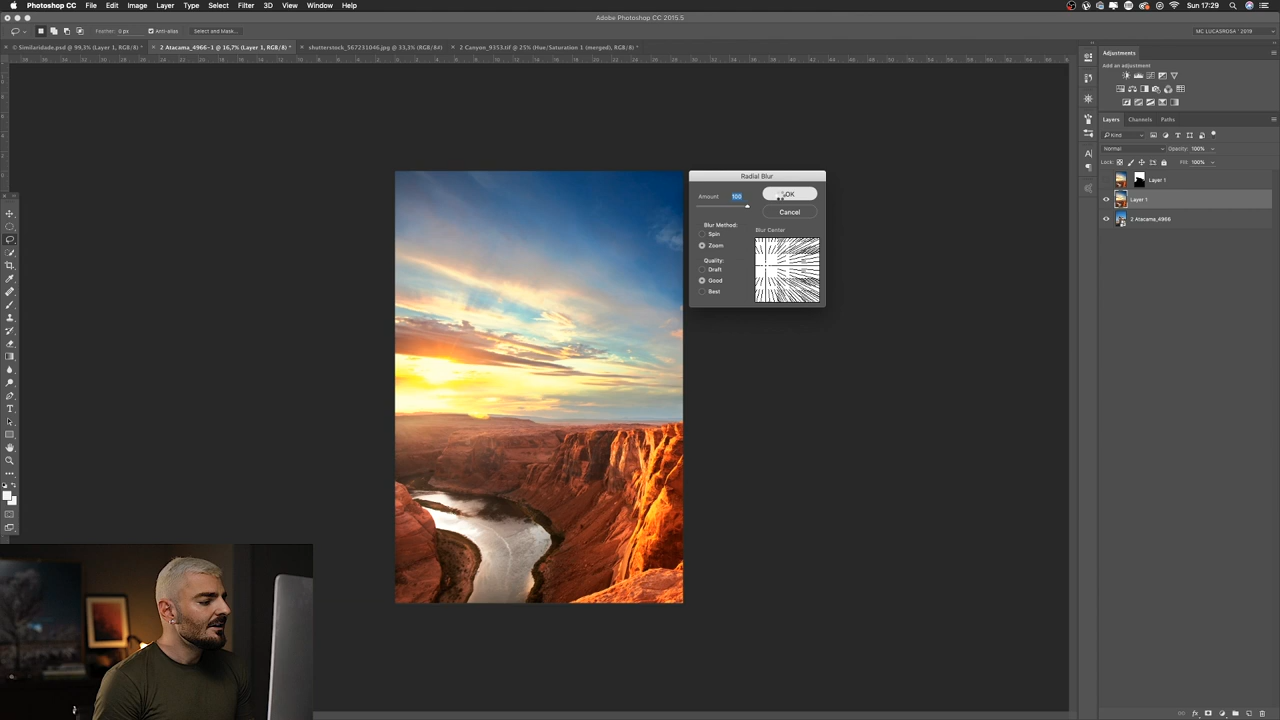 Photoshop CC File Edit Image Layer Type Select Filter 3D View Window Help Sun 17:29
Adobe Photoshop CC 2015.5
Feather: 0 px Anti-alias Select and Mask... MC LUCASROSA ' 2019
© Similaridade.psd @ 99,3% (Layer 1, RGB/8) * 2 Atacama_4966-1 @ 16,7% (Layer 1, RGB/8) * shutterstock_567231046.jpg @ 33,3% (RGB/84) 2 Canyon_9353.tif @ 25% (Hue/Saturation 1 (merged), RGB/8) *
Adjustments
Add an adjustment
Layers Channels Paths
Kind
Normal Opacity: 100%
Lock: Fill: 100%
Layer 1
Layer 1
2 Atacama_4966
Radial Blur
Amount 100 OK
Cancel
Blur Method: Blur Center
Spin
Zoom
Quality:
Draft
Good
Best